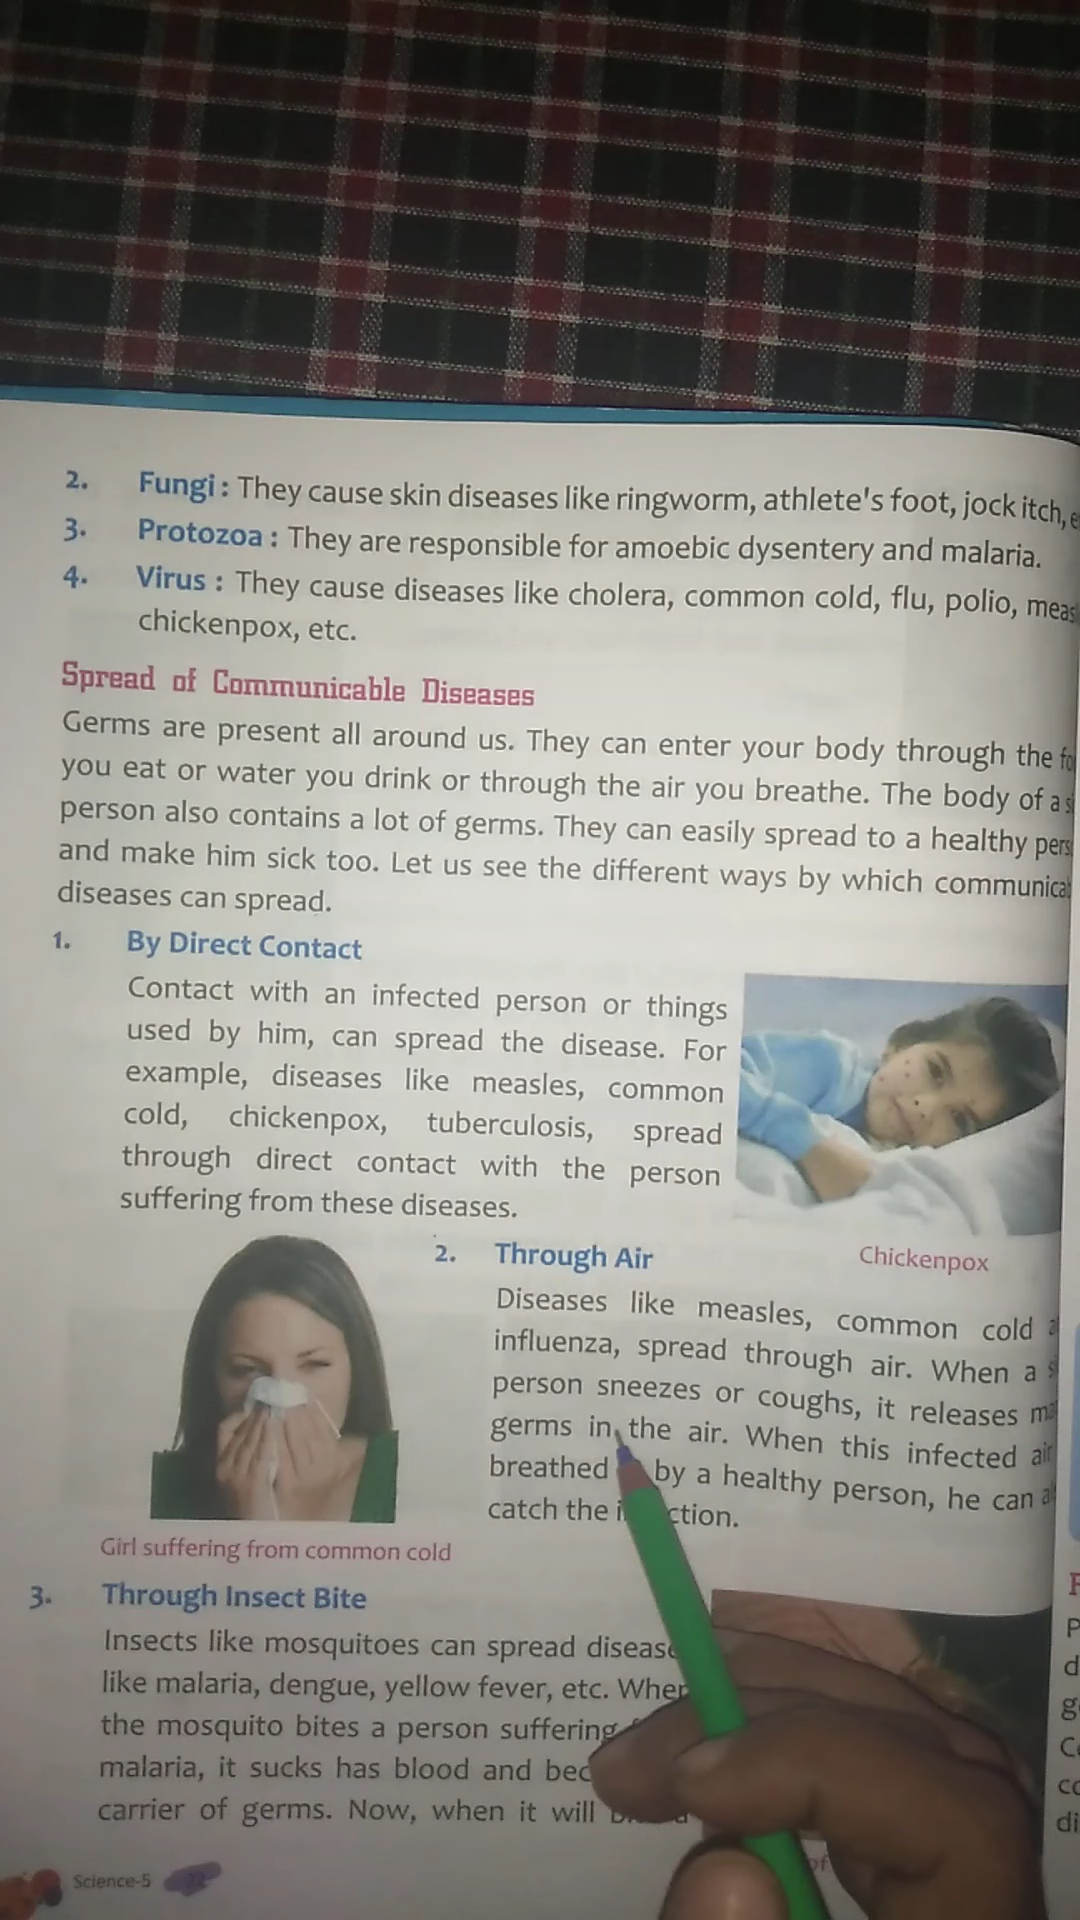 2. Fungi : They cause skin diseases like ringworm, athlete's foot, jock itch,
3. Protozoa : They are responsible for amoebic dysentery and malaria.
4. Virus : They cause diseases like cholera, common cold, flu, polio,
chickenpox, etc.
Spread of Communicable Diseases
Germs are present all around us. They can enter your body through the
you eat or water you drink or through the air you breathe. The body of a
person also contains a lot of germs. They can easily spread to a healthy
and make him sick too. Let us see the different ways by which
diseases can spread.
1. By Direct Contact
Contact with an infected person or things
used by him, can spread the disease. For
example, diseases like measles, common
cold, chickenpox, tuberculosis, spread
through direct contact with the person
suffering from these diseases.
Chickenpox
2. Through Air
Diseases like measles, common cold
influenza, spread through air. When a
person sneezes or coughs, it releases
germs in the air. When this infected air
breathed by a healthy person, he can
catch the
Girl suffering from common cold
3. Through Insect Bite
Insects like mosquitoes can spread
like malaria, dengue, yellow fever, etc.
the mosquito bites a person suffering
malaria, it sucks has blood and
carrier of germs. Now, when it will
of
Science-5